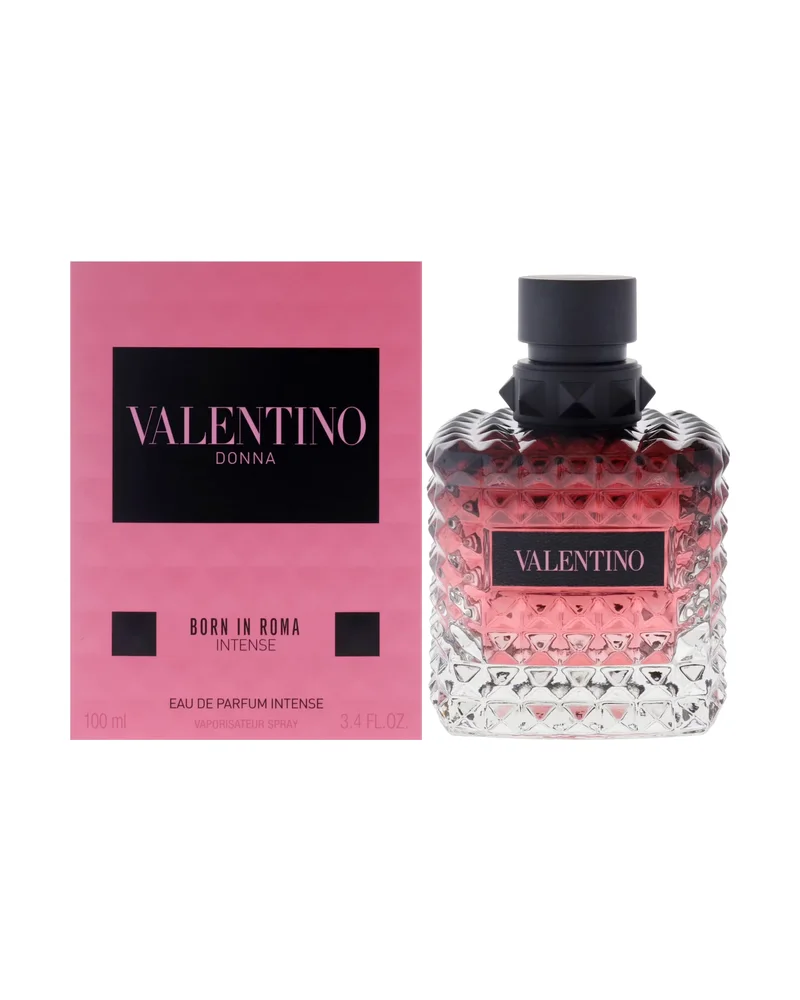 VALENTINO
DONNA
BORN IN ROMA
INTENSE
EAU DE PARFUM INTENSE
100 ml
VAPORISATEUR SPRAY
3.4 FL.OZ.
VALENTINO